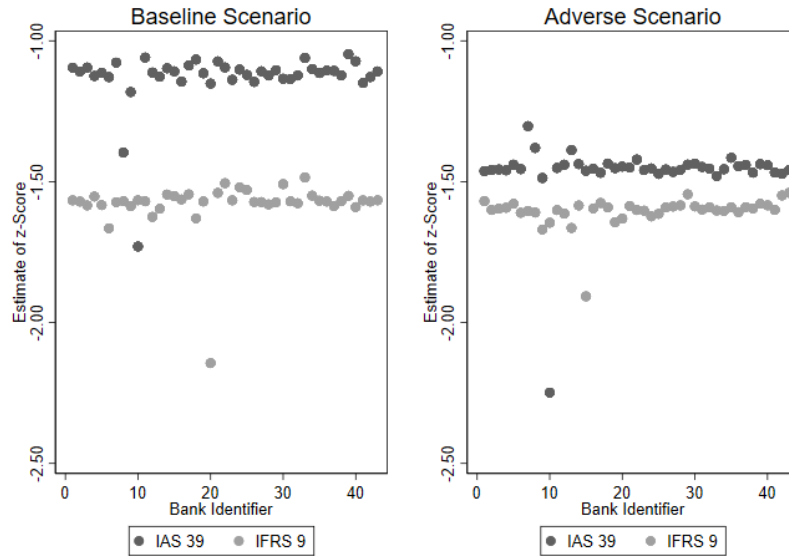 Baseline Scenario
Estimate of z-Score
-1.00
-1.50
-2.00
-2.50
0 10 20 30 40
Bank Identifier
IAS 39 IFRS 9
Adverse Scenario
Estimate of z-Score
-1.00
-1.50
-2.00
-2.50
0 10 20 30 40
Bank Identifier
IAS 39 IFRS 9